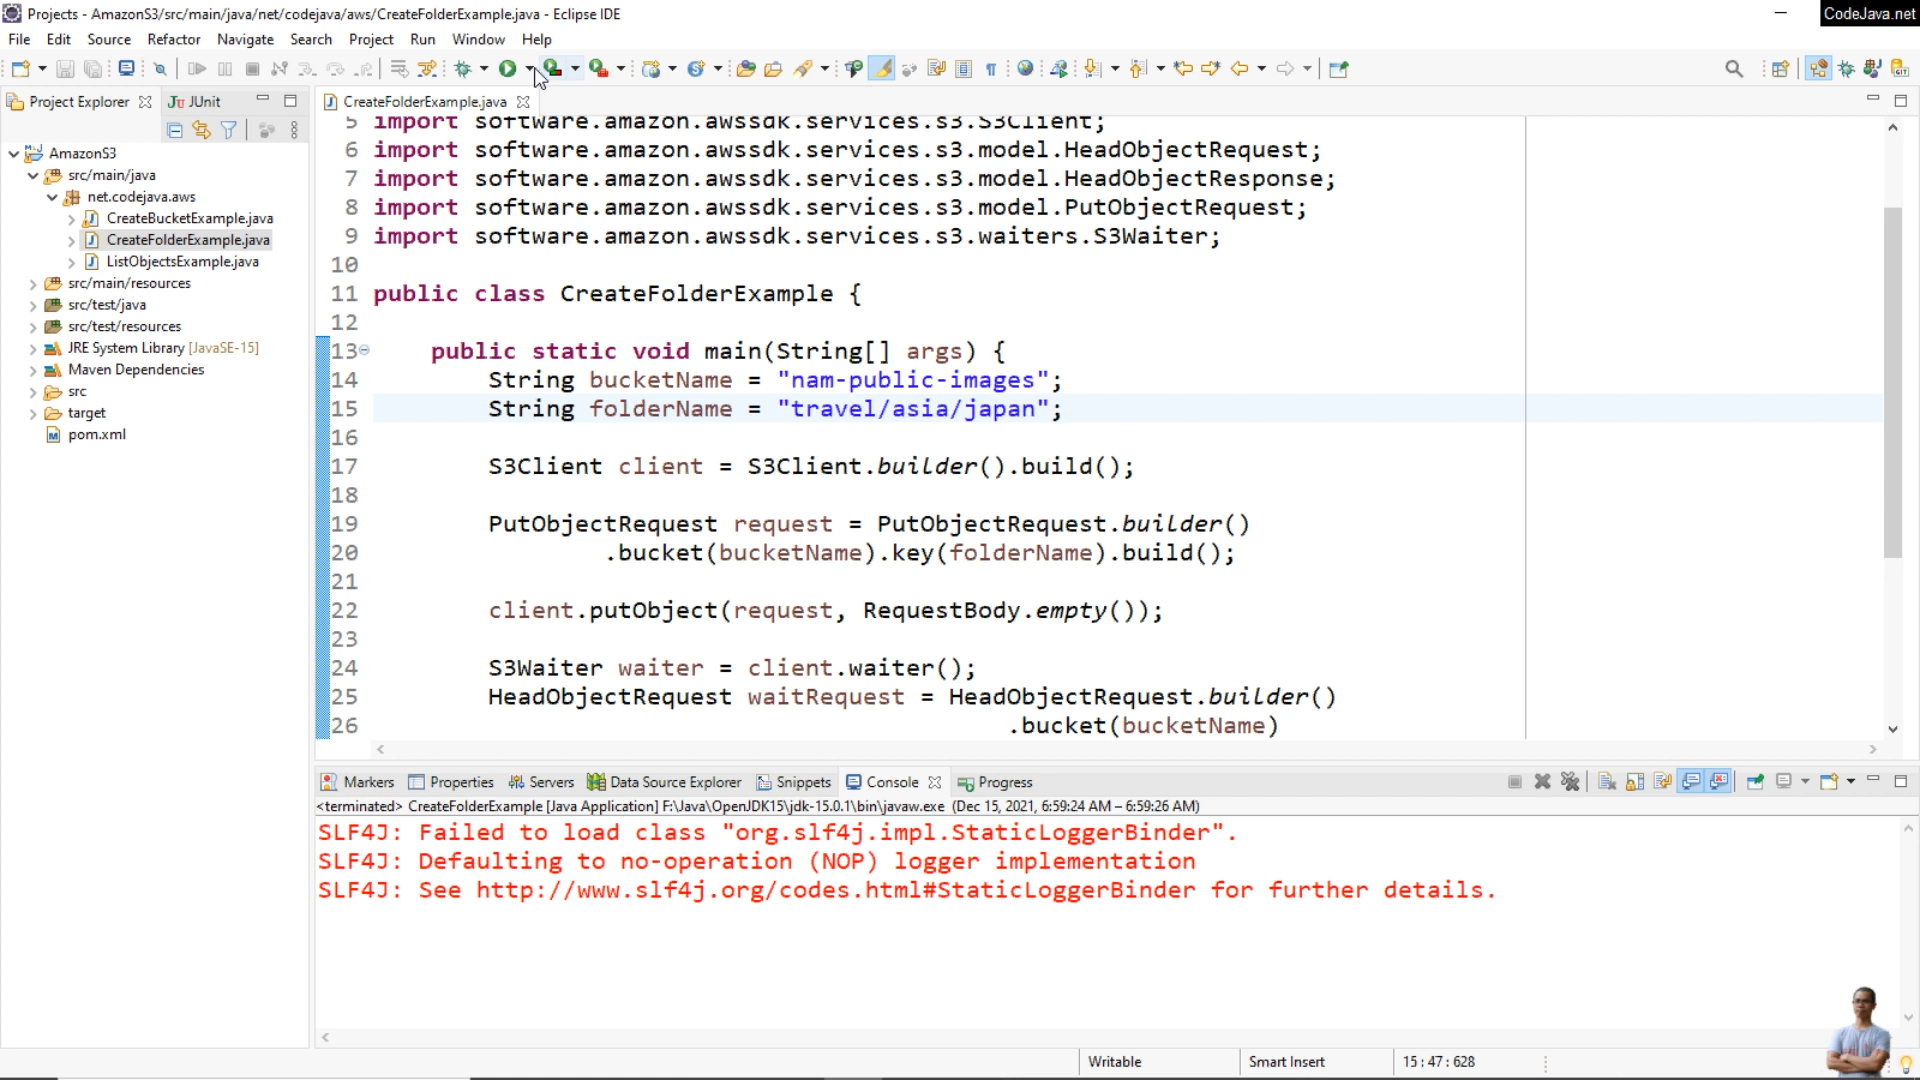 Projects - AmazonS3/src/main/java/net/codejava/aws/CreateFolderExample.java - Eclipse IDE
CodeJava.net
File Edit Source Refactor Navigate Search Project Run Window Help
Project Explorer
JUnit
CreateFolderExample.java
AmazonS3
src/main/java
net.codejava.aws
CreateBucketExample.java
CreateFolderExample.java
ListObjectsExample.java
src/main/resources
src/test/java
src/test/resources
JRE System Library [JavaSE-15]
Maven Dependencies
src
target
pom.xml
5 import software.amazon.awssdk.services.s3.S3Client;
6 import software.amazon.awssdk.services.s3.model.HeadObjectRequest;
7 import software.amazon.awssdk.services.s3.model.HeadObjectResponse;
8 import software.amazon.awssdk.services.s3.model.PutObjectRequest;
9 import software.amazon.awssdk.services.s3.waiters.S3Waiter;
10
11 public class CreateFolderExample {
12
13 public static void main(String[] args) {
14 String bucketName = "nam-public-images";
15 String folderName = "travel/asia/japan";
16
17 S3Client client = S3Client.builder().build();
18
19 PutObjectRequest request = PutObjectRequest.builder()
20 .bucket(bucketName).key(folderName).build();
21
22 client.putObject(request, RequestBody.empty());
23
24 S3Waiter waiter = client.waiter();
25 HeadObjectRequest waitRequest = HeadObjectRequest.builder()
26 .bucket(bucketName)
Markers Properties Servers Data Source Explorer Snippets Console Progress
<terminated> CreateFolderExample [Java Application] F:\Java\OpenJDK15\jdk-15.0.1\bin\javaw.exe (Dec 15, 2021, 6:59:24 AM – 6:59:26 AM)
SLF4J: Failed to load class "org.slf4j.impl.StaticLoggerBinder".
SLF4J: Defaulting to no-operation (NOP) logger implementation
SLF4J: See http://www.slf4j.org/codes.html#StaticLoggerBinder for further details.
Writable
Smart Insert
15 : 47 : 628